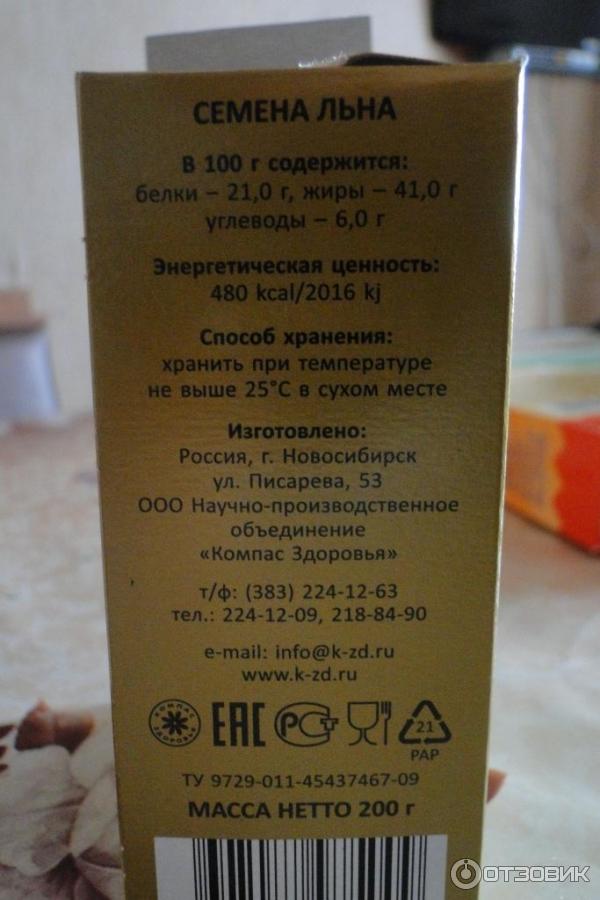 СЕМЕНА ЛЬНА
В 100 г содержится:
белки – 21,0 г, жиры – 41,0 г
углеводы – 6,0 г
Энергетическая ценность:
480 kcal/2016 kj
Способ хранения:
хранить при температуре
не выше 25°С в сухом месте
Изготовлено:
Россия, г. Новосибирск
ул. Писарева, 53
ООО Научно-производственное
объединение
«Компас Здоровья»
т/ф: (383) 224-12-63
тел.: 224-12-09, 218-84-90
e-mail: info@k-zd.ru
www.k-zd.ru
КОМПАС ЗДОРОВЬЯ
ЕАС
РСТ
21
PAP
ТУ 9729-011-45437467-09
МАССА НЕТТО 200 г
ОТЗОВИК